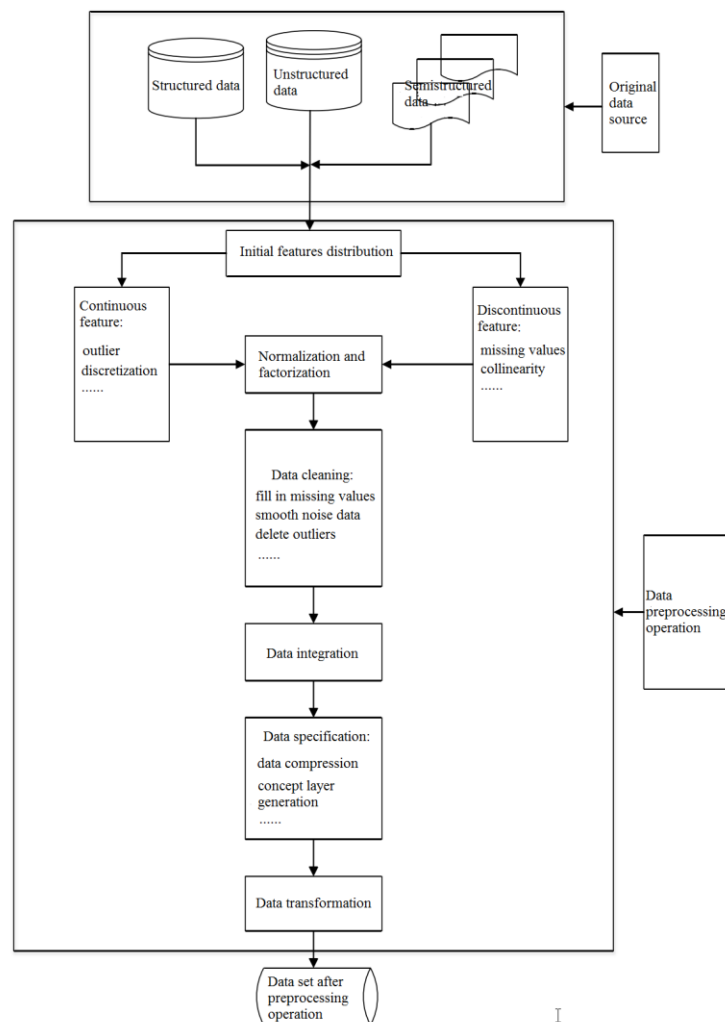 Structured data
Unstructured
data
Semistructured
data ....
Original
data
source
Initial features distribution
Continuous
feature:
outlier
discretization
......
Discontinuous
feature:
missing values
collinearity
......
Normalization and
factorization
Data cleaning:
fill in missing values
smooth noise data
delete outliers
......
Data integration
Data
preprocessing
operation
Data specification:
data compression
concept layer
generation
......
Data transformation
Data set after
preprocessing
operation